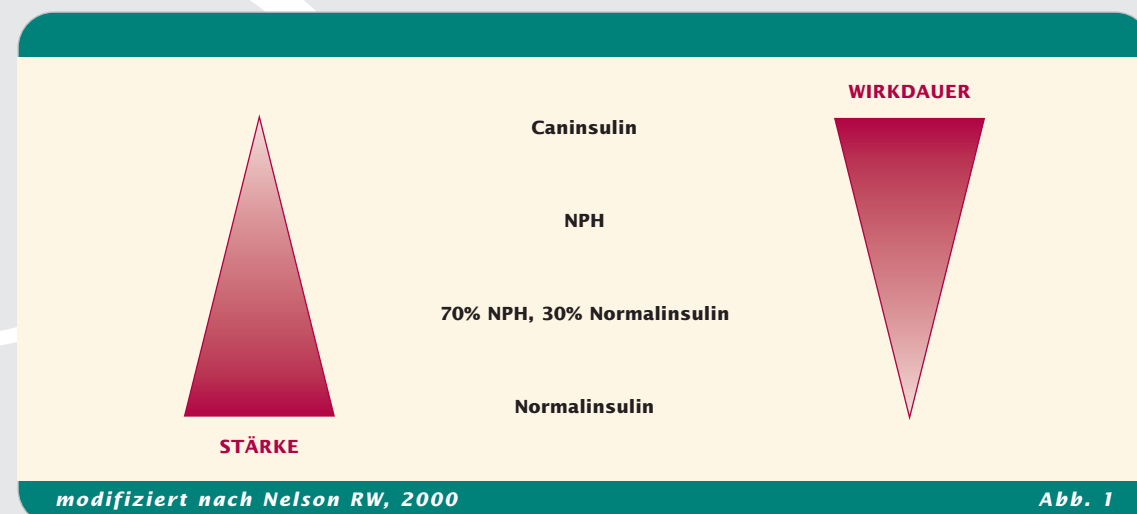 WIRKDAUER
Caninsulin
NPH
70% NPH, 30% Normalinsulin
Normalinsulin
STÄRKE
modifiziert nach Nelson RW, 2000
Abb. 1